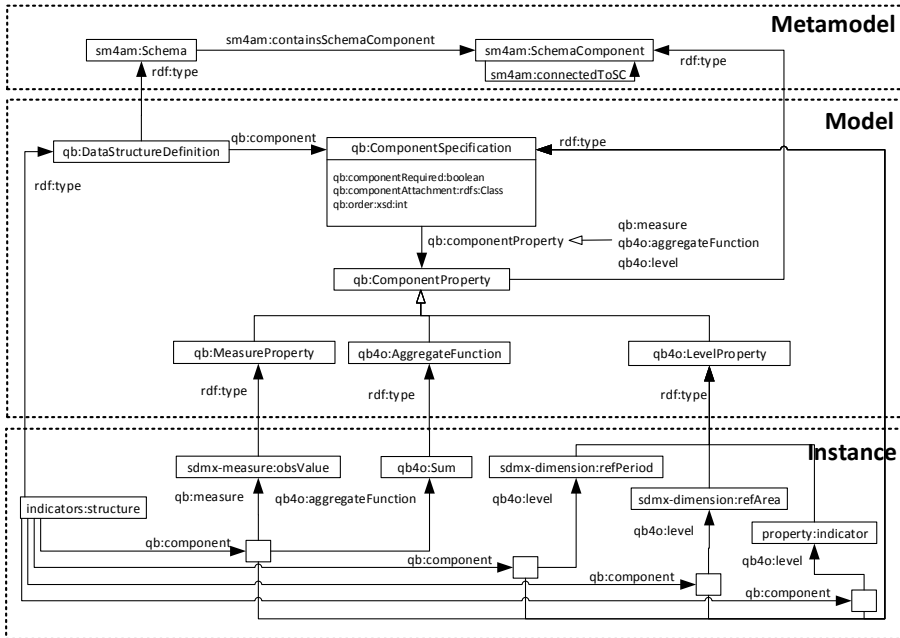 Metamodel
sm4am:Schema
sm4am:containsSchemaComponent
sm4am:SchemaComponent
sm4am:connectedToSC
rdf:type
rdf:type
Model
qb:DataStructureDefinition
qb:component
qb:ComponentSpecification
rdf:type
qb:componentRequired:boolean
qb:componentAttachment:rdfs:Class
qb:order:xsd:int
rdf:type
qb:componentProperty
qb:measure
qb4o:aggregateFunction
qb4o:level
qb:ComponentProperty
qb:MeasureProperty
qb4o:AggregateFunction
qb4o:LevelProperty
rdf:type
rdf:type
rdf:type
Instance
sdmx-measure:obsValue
qb4o:Sum
sdmx-dimension:refPeriod
qb:measure
qb4o:aggregateFunction
qb4o:level
sdmx-dimension:refArea
indicators:structure
qb4o:level
property:indicator
qb:component
qb:component
qb4o:level
qb:component
qb:component